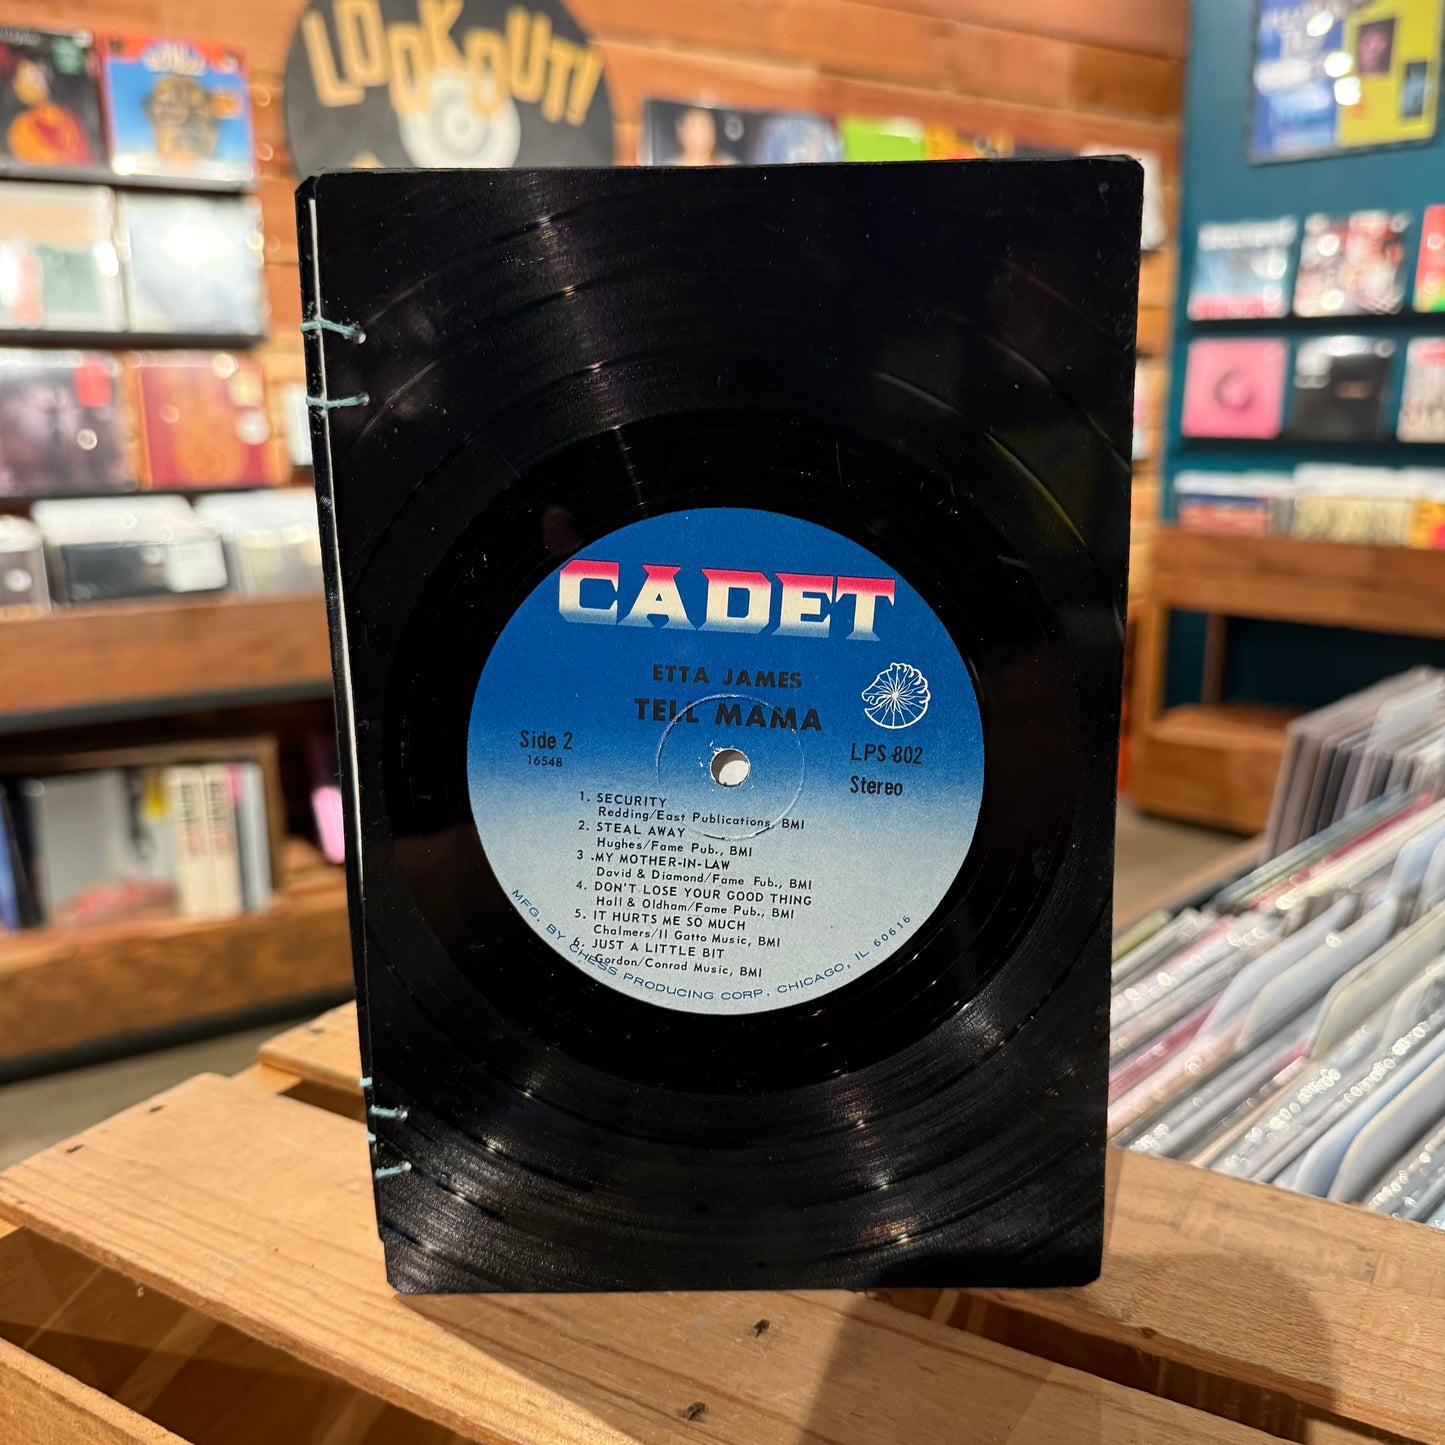 LOOKOUT!
CADET
ETTA JAMES
TELL MAMA
Side 2
16548
LPS 802
Stereo
1. SECURITY
Redding/East Publications, BMI
2. STEAL AWAY
Hughes/Fame Pub., BMI
3 .MY MOTHER-IN-LAW
David & Diamond/Fame Fub., BMI
4. DON'T LOSE YOUR GOOD THING
Hall & Oldham/Fame Pub., BMI
5. IT HURTS ME SO MUCH
Chalmers/Il Gatto Music, BMI
6. JUST A LITTLE BIT
Gordon/Conrad Music, BMI
MFG. BY CHESS PRODUCING CORP. CHICAGO, IL 60616